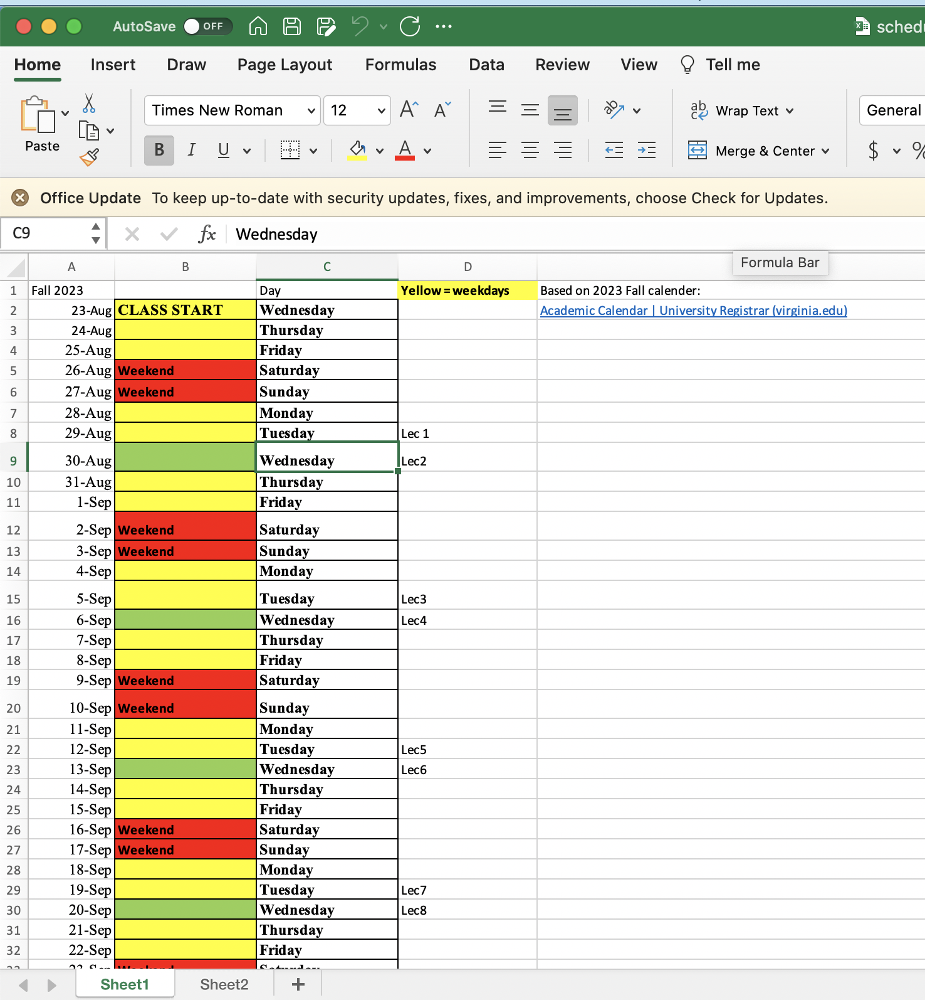 AutoSave OFF sched
Home Insert Draw Page Layout Formulas Data Review View Tell me
Paste Times New Roman 12 Wrap Text General
B I U Merge & Center $ %
Office Update To keep up-to-date with security updates, fixes, and improvements, choose Check for Updates.
C9 fx Wednesday
Formula Bar
A B C D
1 Fall 2023 Day Yellow = weekdays Based on 2023 Fall calender:
2 23-Aug CLASS START Wednesday Academic Calendar | University Registrar (virginia.edu)
3 24-Aug Thursday
4 25-Aug Friday
5 26-Aug Weekend Saturday
6 27-Aug Weekend Sunday
7 28-Aug Monday
8 29-Aug Tuesday Lec 1
9 30-Aug Wednesday Lec2
10 31-Aug Thursday
11 1-Sep Friday
12 2-Sep Weekend Saturday
13 3-Sep Weekend Sunday
14 4-Sep Monday
15 5-Sep Tuesday Lec3
16 6-Sep Wednesday Lec4
17 7-Sep Thursday
18 8-Sep Friday
19 9-Sep Weekend Saturday
20 10-Sep Weekend Sunday
21 11-Sep Monday
22 12-Sep Tuesday Lec5
23 13-Sep Wednesday Lec6
24 14-Sep Thursday
25 15-Sep Friday
26 16-Sep Weekend Saturday
27 17-Sep Weekend Sunday
28 18-Sep Monday
29 19-Sep Tuesday Lec7
30 20-Sep Wednesday Lec8
31 21-Sep Thursday
32 22-Sep Friday
Sheet1 Sheet2